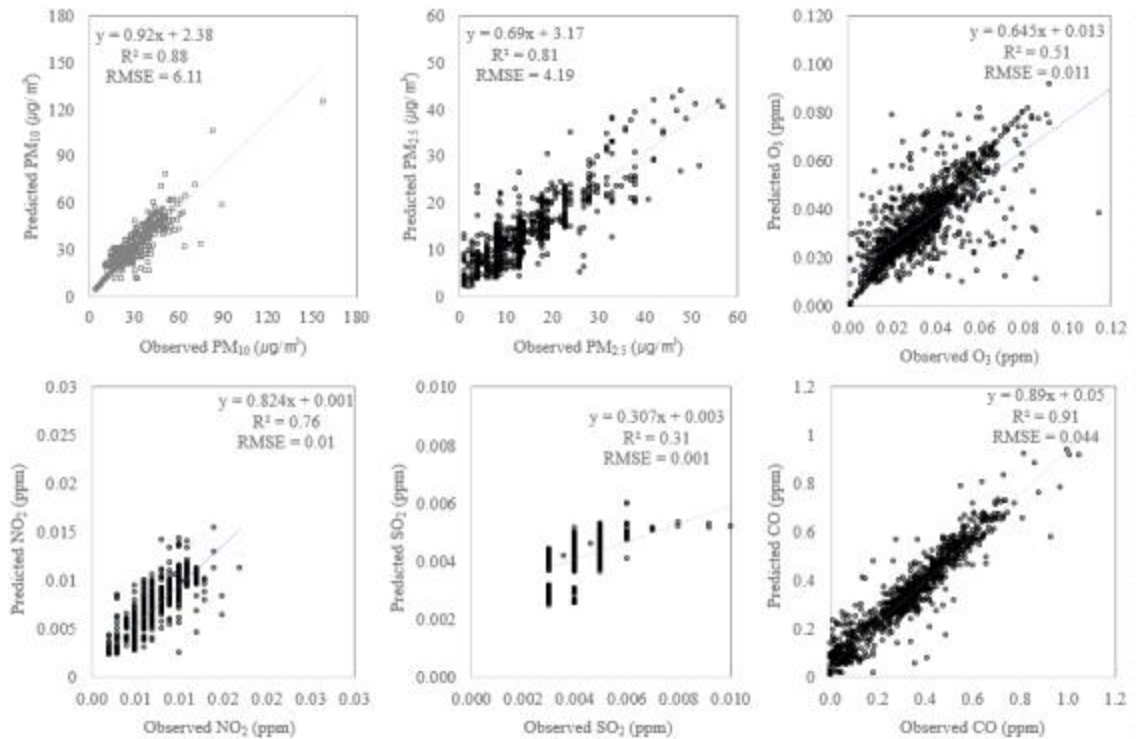 180
150
120
90
60
30
0
y = 0.92x + 2.38
R² = 0.88
RMSE = 6.11
0 30 60 90 120 150 180
Predicted PM₁₀ (µg/m³)
Observed PM₁₀ (µg/m³)
60
50
40
30
20
10
0
y = 0.69x + 3.17
R² = 0.81
RMSE = 4.19
0 10 20 30 40 50 60
Predicted PM₂.₅ (µg/m³)
Observed PM₂.₅ (µg/m³)
0.120
0.100
0.080
0.060
0.040
0.020
0.000
y = 0.645x + 0.013
R² = 0.51
RMSE = 0.011
0.00 0.02 0.04 0.06 0.08 0.10 0.12
Predicted O₃ (ppm)
Observed O₃ (ppm)
0.03
0.025
0.02
0.015
0.01
0.005
0
y = 0.824x + 0.001
R² = 0.76
RMSE = 0.01
0.00 0.01 0.01 0.02 0.03 0.03
Predicted NO₂ (ppm)
Observed NO₂ (ppm)
0.010
0.008
0.006
0.004
0.002
0.000
y = 0.307x + 0.003
R² = 0.31
RMSE = 0.001
0.000 0.002 0.004 0.006 0.008 0.010
Predicted SO₂ (ppm)
Observed SO₂ (ppm)
1.2
1
0.8
0.6
0.4
0.2
0
y = 0.89x + 0.05
R² = 0.91
RMSE = 0.044
0.0 0.2 0.4 0.6 0.8 1.0 1.2
Predicted CO (ppm)
Observed CO (ppm)